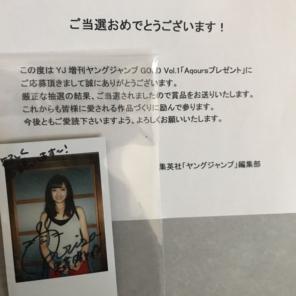 ご当選おめでとうございます！
この度は YJ 増刊ヤングジャンプ GOLD Vol.1「Aqoursプレゼント」に
ご応募頂きまして誠にありがとうございます。
厳正な抽選の結果、ご当選されましたので賞品をお送りいたします。
これからも皆様に愛される作品づくりに励んで参ります。
今後ともご愛読下さいますよう、よろしくお願いいたします。
集英社「ヤングジャンプ」編集部